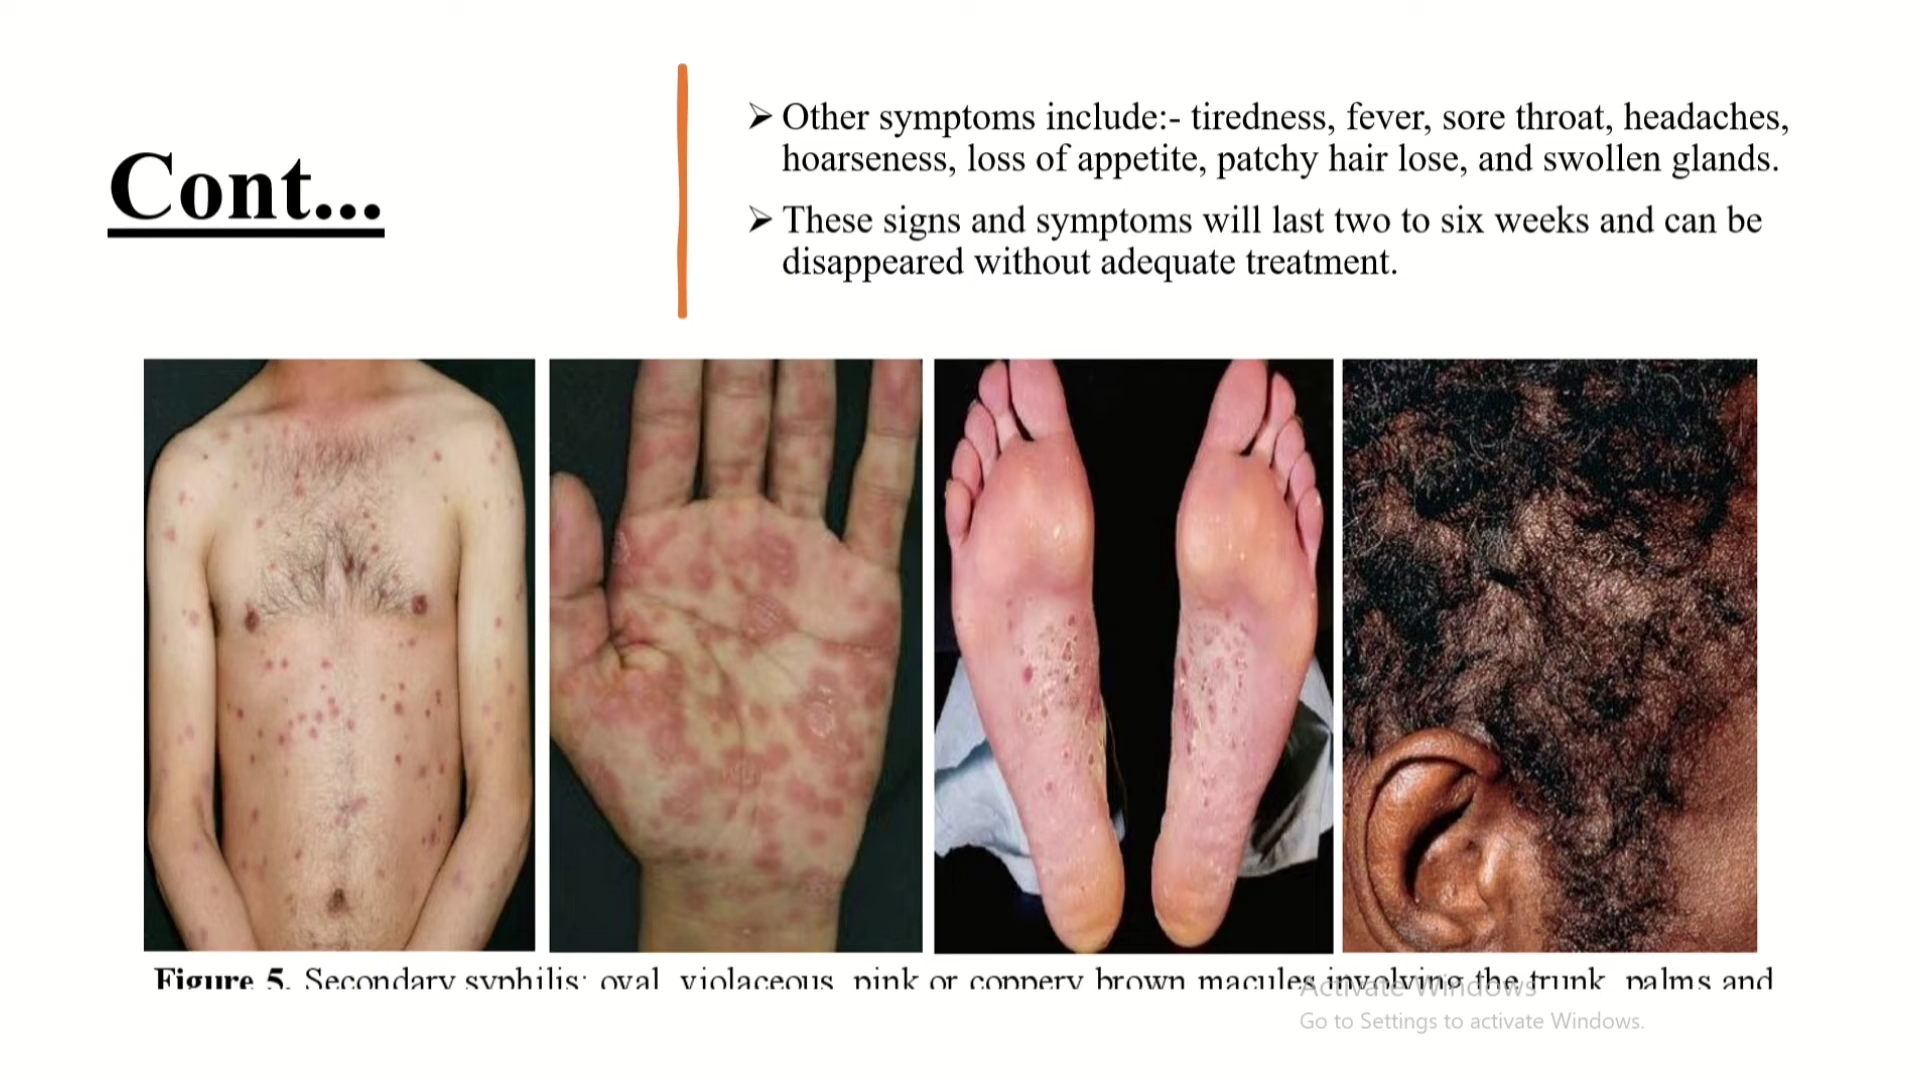 Cont...
➢ Other symptoms include:- tiredness, fever, sore throat, headaches,
hoarseness, loss of appetite, patchy hair lose, and swollen glands.
➢ These signs and symptoms will last two to six weeks and can be
disappeared without adequate treatment.
Figure 5. Secondary syphilis: oval, violaceous, pink or coppery brown macules involving the trunk, palms and
Activate Windows
Go to Settings to activate Windows.